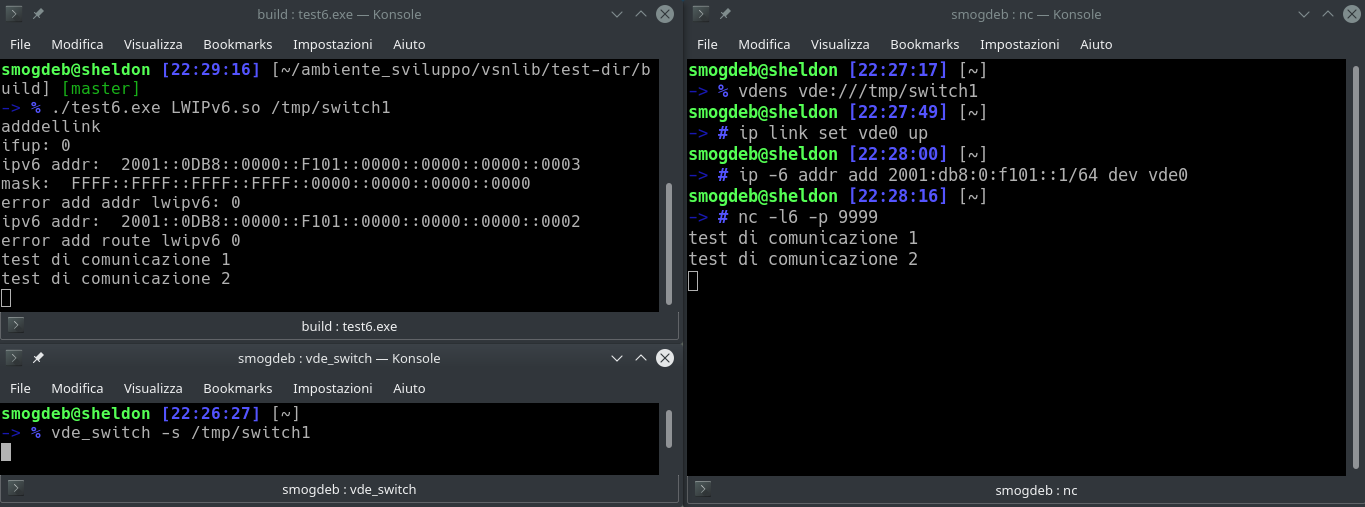 build : test6.exe — Konsole
File Modifica Visualizza Bookmarks Impostazioni Aiuto
smogdeb@sheldon [22:29:16] [~/ambiente_sviluppo/vsnlib/test-dir/b
uild] [master]
-> % ./test6.exe LWIPv6.so /tmp/switch1
adddellink
ifup: 0
ipv6 addr:  2001::0DB8::0000::F101::0000::0000::0000::0003
mask:  FFFF::FFFF::FFFF::FFFF::0000::0000::0000::0000
error add addr lwipv6: 0
ipv6 addr:  2001::0DB8::0000::F101::0000::0000::0000::0002
error add route lwipv6 0
test di comunicazione 1
test di comunicazione 2
build : test6.exe
smogdeb : vde_switch — Konsole
File Modifica Visualizza Bookmarks Impostazioni Aiuto
smogdeb@sheldon [22:26:27] [~]
-> % vde_switch -s /tmp/switch1
smogdeb : vde_switch
smogdeb : nc — Konsole
File Modifica Visualizza Bookmarks Impostazioni Aiuto
smogdeb@sheldon [22:27:17] [~]
-> % vdens vde:///tmp/switch1
smogdeb@sheldon [22:27:49] [~]
-> # ip link set vde0 up
smogdeb@sheldon [22:28:00] [~]
-> # ip -6 addr add 2001:db8:0:f101::1/64 dev vde0
smogdeb@sheldon [22:28:16] [~]
-> # nc -l6 -p 9999
test di comunicazione 1
test di comunicazione 2
smogdeb : nc